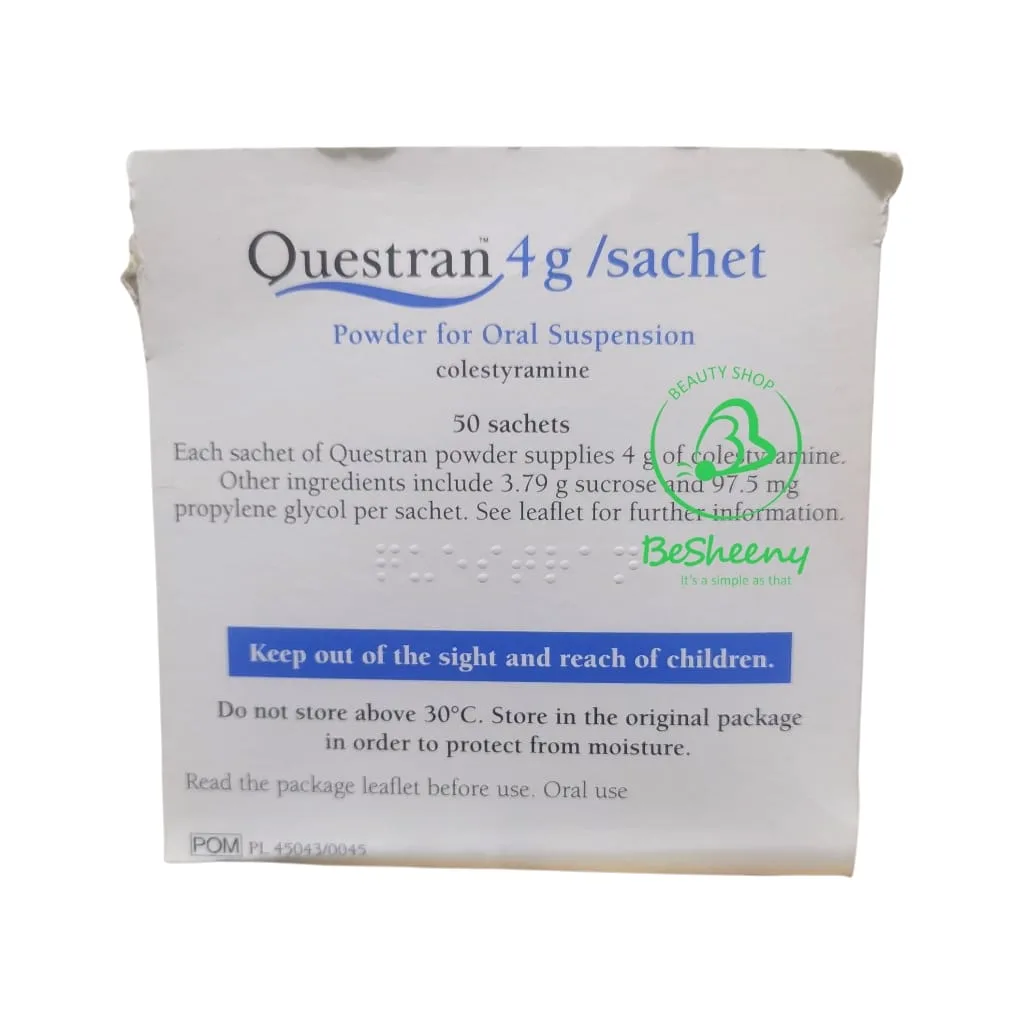 Questran™ 4 g /sachet
Powder for Oral Suspension
colestyramine
50 sachets
Each sachet of Questran powder supplies 4 g of colestyramine.
Other ingredients include 3.79 g sucrose and 97.5 mg
propylene glycol per sachet. See leaflet for further information.
BEAUTY SHOP
BeSheeny
It's a simple as that
Keep out of the sight and reach of children.
Do not store above 30°C. Store in the original package
in order to protect from moisture.
Read the package leaflet before use. Oral use
POM PL 45043/0045